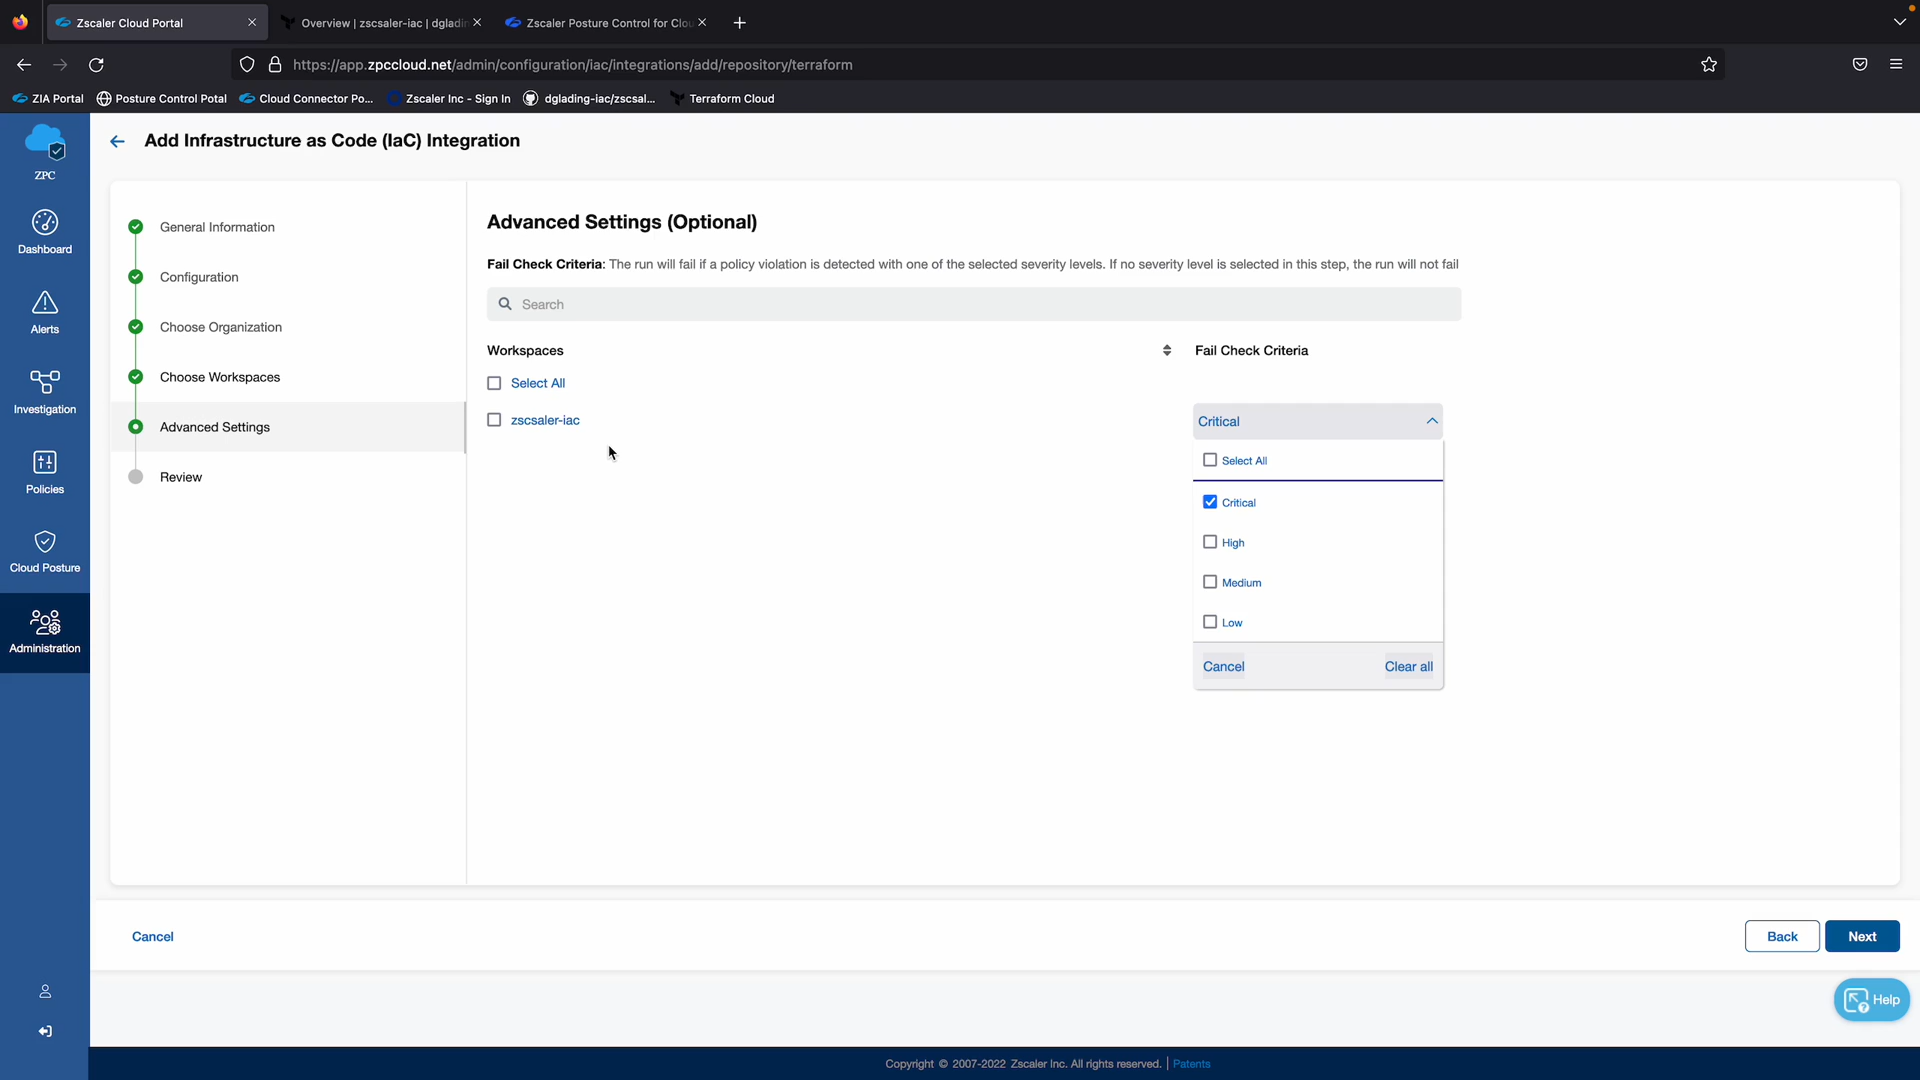 Zscaler Cloud Portal
Overview | zscsaler-iac | dgladin
Zscaler Posture Control for Clou
https://app.zpccloud.net/admin/configuration/iac/integrations/add/repository/terraform
ZIA Portal
Posture Control Potal
Cloud Connector Po...
Zscaler Inc - Sign In
dglading-iac/zscsal...
Terraform Cloud
ZPC
Dashboard
Alerts
Investigation
Policies
Cloud Posture
Administration
Add Infrastructure as Code (IaC) Integration
General Information
Configuration
Choose Organization
Choose Workspaces
Advanced Settings
Review
Advanced Settings (Optional)
Fail Check Criteria: The run will fail if a policy violation is detected with one of the selected severity levels. If no severity level is selected in this step, the run will not fail
Search
Workspaces
Fail Check Criteria
Select All
zscsaler-iac
Critical
Select All
Critical
High
Medium
Low
Cancel
Clear all
Cancel
Back
Next
Help
Copyright © 2007-2022 Zscaler Inc. All rights reserved. | Patents